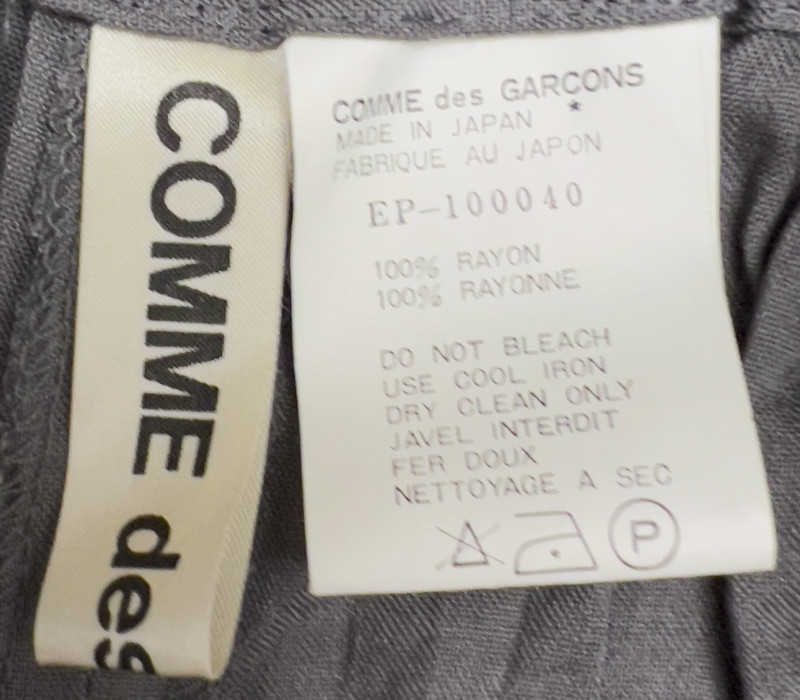 COMME des
COMME des GARÇONS
MADE IN JAPAN
FABRIQUE AU JAPON
EP-100040
100% RAYON
100% RAYONNE
DO NOT BLEACH
USE COOL IRON
DRY CLEAN ONLY
JAVEL INTERDIT
FER DOUX
NETTOYAGE A SEC
P